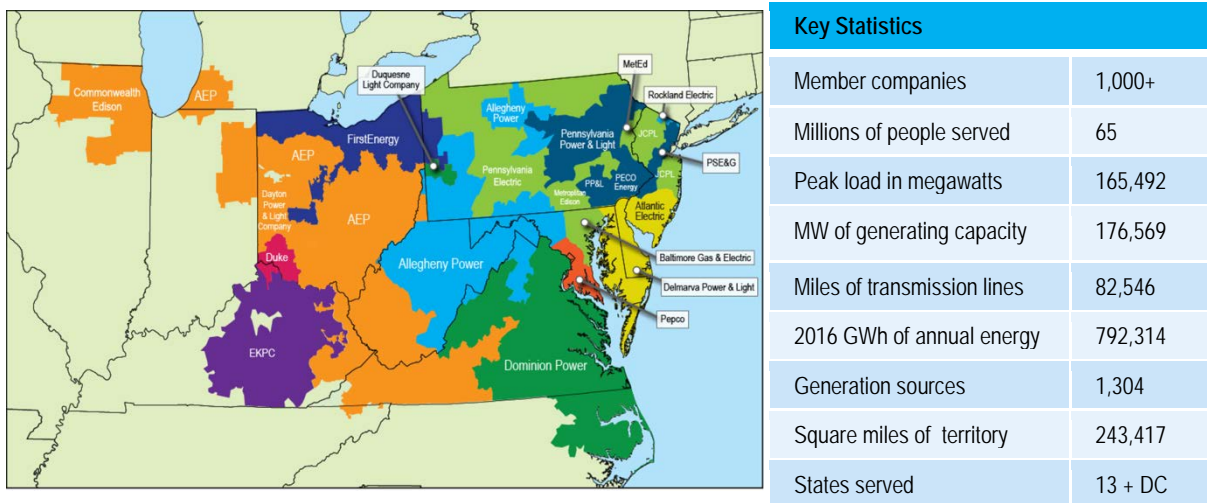 Commonwealth
Edison
AEP
Duquesne
Light Company
FirstEnergy
AEP
Dayton
Power
& Light
Company
AEP
Duke
EKPC
Allegheny
Power
Pennsylvania
Electric
Pennsylvania
Power & Light
Metropolitan
Edison
PP&L
PECO
Energy
MetEd
Rockland Electric
JCPL
PSE&G
JCPL
Atlantic
Electric
Allegheny Power
Baltimore Gas & Electric
Delmarva Power & Light
Pepco
Dominion Power
Key Statistics
Member companies 1,000+
Millions of people served 65
Peak load in megawatts 165,492
MW of generating capacity 176,569
Miles of transmission lines 82,546
2016 GWh of annual energy 792,314
Generation sources 1,304
Square miles of territory 243,417
States served 13 + DC